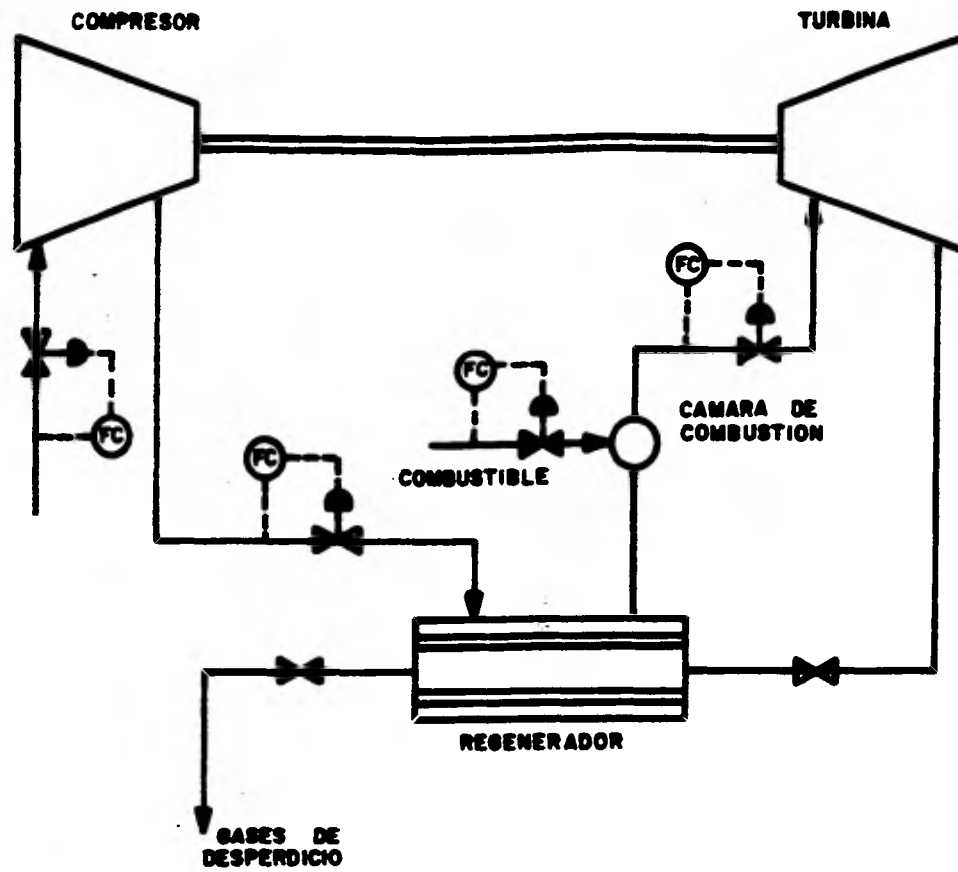 COMPRESOR
TURBINA
FC
FC
CAMARA DE
COMBUSTION
FC
FC
COMBUSTIBLE
REGENERADOR
GASES DE
DESPERDICIO